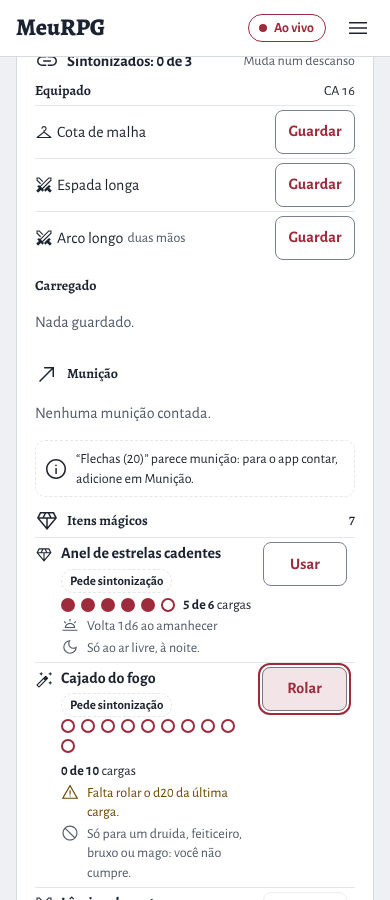 MeuRPG
Ao vivo
Sintonizados: 0 de 3
Muda num descanso
Equipado
CA 16
Cota de malha
Guardar
Espada longa
Guardar
Arco longo duas mãos
Guardar
Carregado
Nada guardado.
Munição
Nenhuma munição contada.
“Flechas (20)” parece munição: para o app contar,
adicione em Munição.
Itens mágicos
7
Anel de estrelas cadentes
Usar
Pede sintonização
5 de 6 cargas
Volta 1d6 ao amanhecer
Só ao ar livre, à noite.
Cajado do fogo
Rolar
Pede sintonização
0 de 10 cargas
Falta rolar o d20 da última
carga.
Só para um druida, feiticeiro,
bruxo ou mago: você não
cumpre.